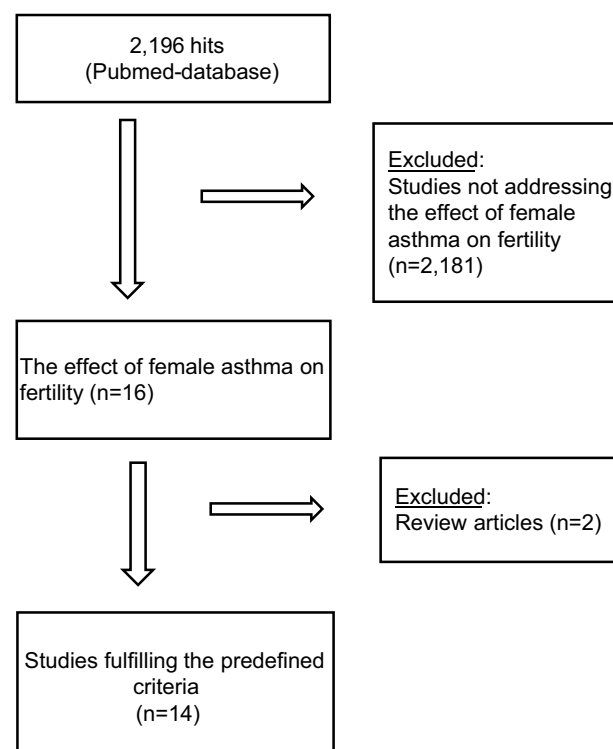 2,196 hits
(Pubmed-database)
Excluded:
Studies not addressing
the effect of female
asthma on fertility
(n=2,181)
The effect of female asthma on
fertility (n=16)
Excluded:
Review articles (n=2)
Studies fulfilling the predefined
criteria
(n=14)